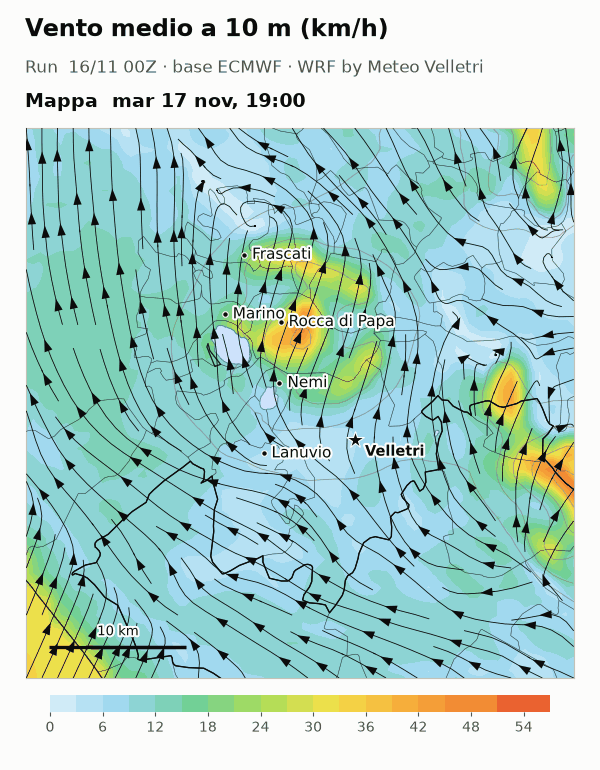 Vento medio a 10 m (km/h)
Run  16/11 00Z · base ECMWF · WRF by Meteo Velletri
Mappa  mar 17 nov, 19:00
Frascati
Marino
Rocca di Papa
Nemi
Lanuvio
Velletri
10 km
0 6 12 18 24 30 36 42 48 54